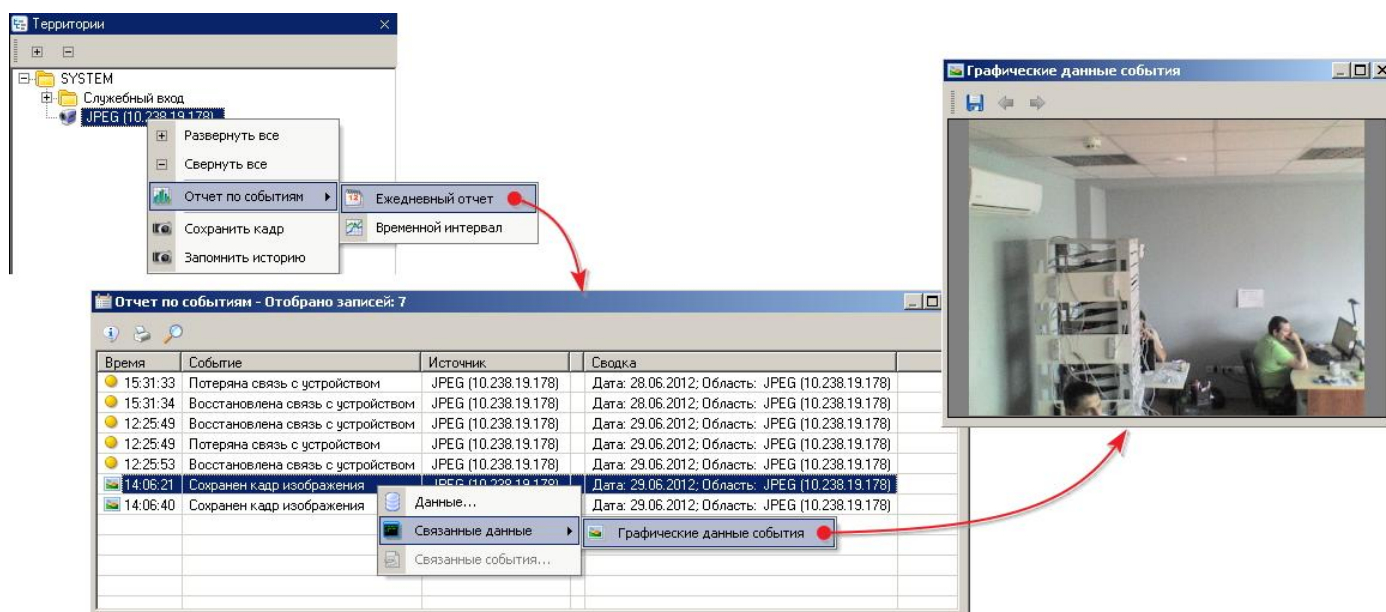 Территории
SYSTEM
Служебный вход
JPEG (10.238.19.178)
Развернуть все
Свернуть все
Отчет по событиям
Сохранить кадр
Запомнить историю
Ежедневный отчет
Временной интервал
Графические данные события
Отчет по событиям - Отобрано записей: 7
Время Событие Источник Сводка
15:31:33 Потеряна связь с устройством JPEG (10.238.19.178) Дата: 28.06.2012; Область: JPEG (10.238.19.178)
15:31:34 Восстановлена связь с устройством JPEG (10.238.19.178) Дата: 28.06.2012; Область: JPEG (10.238.19.178)
12:25:49 Восстановлена связь с устройством JPEG (10.238.19.178) Дата: 29.06.2012; Область: JPEG (10.238.19.178)
12:25:49 Потеряна связь с устройством JPEG (10.238.19.178) Дата: 29.06.2012; Область: JPEG (10.238.19.178)
12:25:53 Восстановлена связь с устройством JPEG (10.238.19.178) Дата: 29.06.2012; Область: JPEG (10.238.19.178)
14:06:21 Сохранен кадр изображения JPEG (10.238.19.178) Дата: 29.06.2012; Область: JPEG (10.238.19.178)
14:06:40 Сохранен кадр изображения Дата: 29.06.2012; Область: JPEG (10.238.19.178)
Данные...
Связанные данные
Связанные события...
Графические данные события